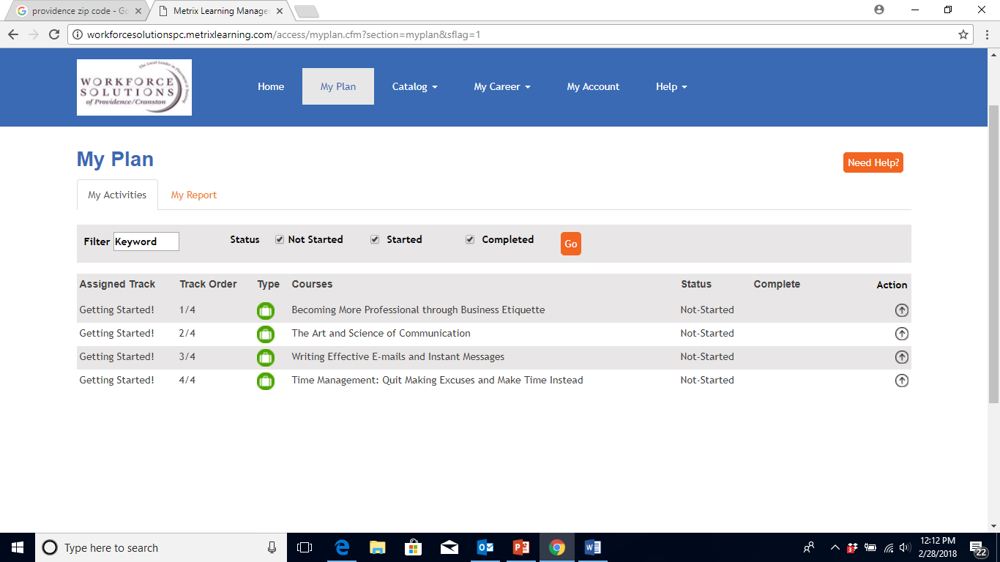 providence zip code - Go
Metrix Learning Manage
workforcesolutionspc.metrixlearning.com/access/myplan.cfm?section=myplan&sflag=1
WORKFORCE
SOLUTIONS
of Providence/Cranston
Home My Plan Catalog My Career My Account Help
My Plan
Need Help?
My Activities My Report
Filter Keyword Status Not Started Started Completed Go
Assigned Track Track Order Type Courses Status Complete Action
Getting Started! 1/4 Becoming More Professional through Business Etiquette Not-Started
Getting Started! 2/4 The Art and Science of Communication Not-Started
Getting Started! 3/4 Writing Effective E-mails and Instant Messages Not-Started
Getting Started! 4/4 Time Management: Quit Making Excuses and Make Time Instead Not-Started
Type here to search
12:12 PM
2/28/2018
22